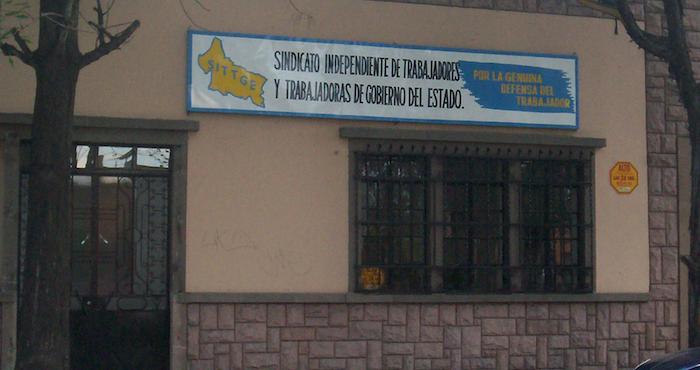 SITTGE
SINDICATO INDEPENDIENTE DE TRABAJADORES
Y TRABAJADORAS DE GOBIERNO DEL ESTADO.
POR LA GENUINA
DEFENSA DEL
TRABAJADOR
ALTO